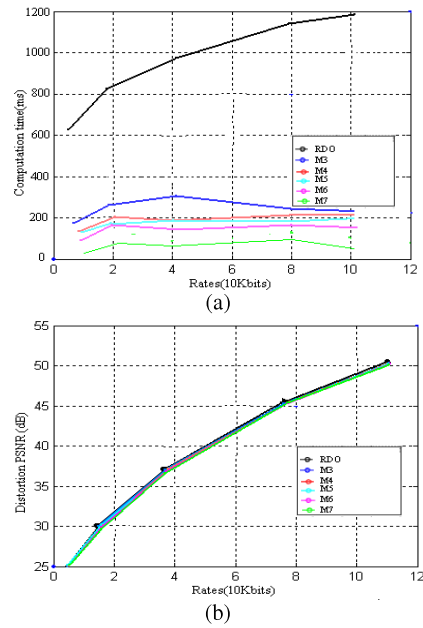 1200
1000
800
600
400
200
0
Computation time(ms)
RDO
M3
M4
M5
M6
M7
0 2 4 6 8 10 12
Rates(10Kbits)
(a)
55
50
45
40
35
30
25
Distortion PSNR (dB)
RDO
M3
M4
M5
M6
M7
0 2 4 6 8 10 12
Rates(10Kbits)
(b)